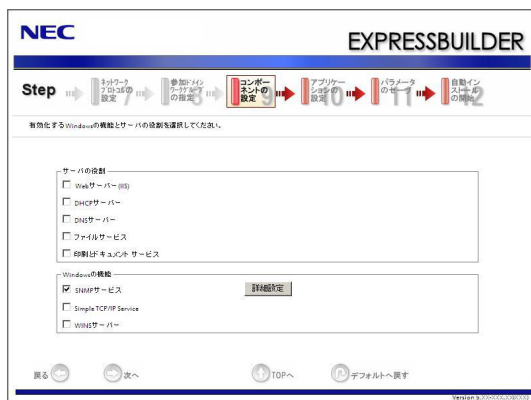 NEC
EXPRESSBUILDER
Step
ネットワーク
プロトコルの
設定
7
参加ドメイン
ワークグループ
の指定
8
コンポー
ネントの
設定
9
アプリケー
ションの
設定
10
パラメータ
のセーブ
11
自動イン
ストール
の開始
12
有効化するWindowsの機能とサーバの役割を選択してください。
サーバの役割
Webサーバー(IIS)
DHCPサーバー
DNSサーバー
ファイルサービス
印刷とドキュメント サービス
Windowsの機能
SNMPサービス
詳細設定
Simple TCP/IP Service
WINSサーバー
戻る
次へ
TOPへ
デフォルトへ戻す